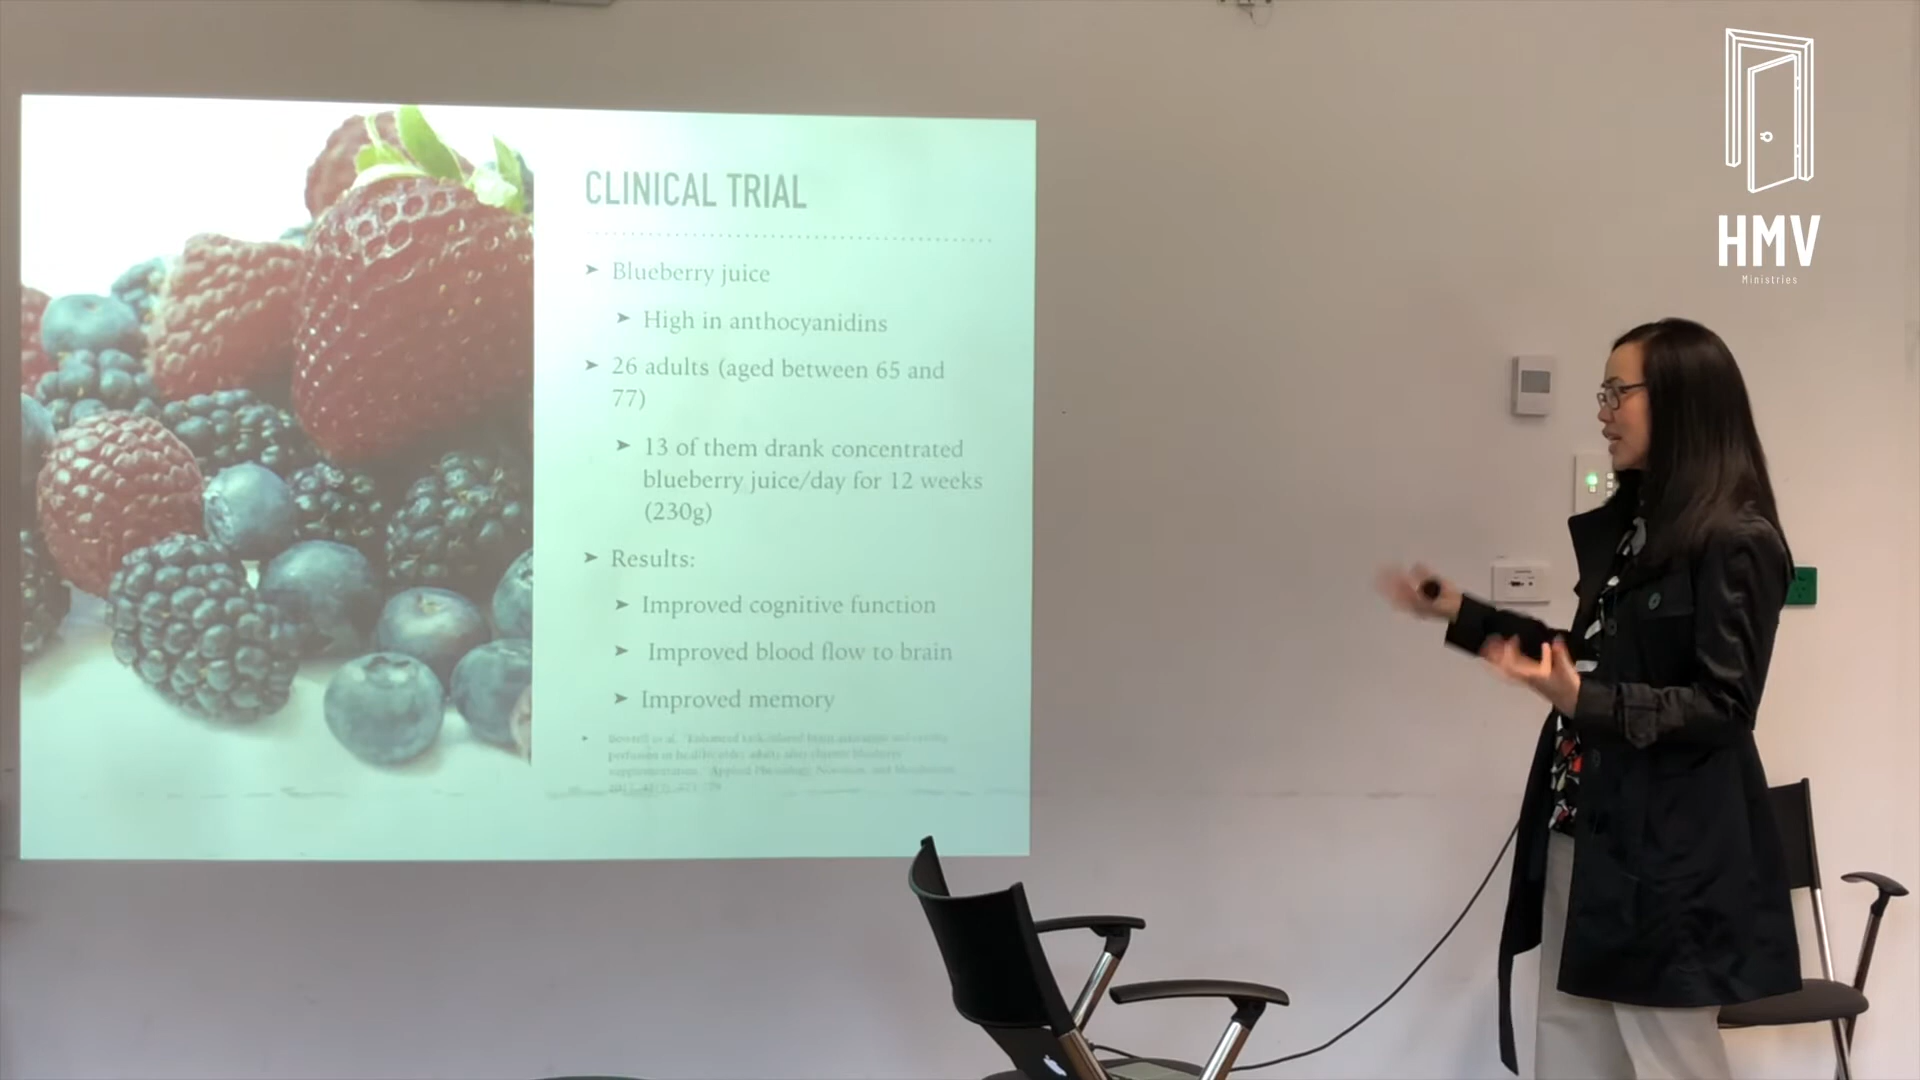 CLINICAL TRIAL
➤ Blueberry juice
➤ High in anthocyanidins
➤ 26 adults (aged between 65 and
77)
➤ 13 of them drank concentrated
blueberry juice/day for 12 weeks
(230g)
➤ Results:
➤ Improved cognitive function
➤ Improved blood flow to brain
➤ Improved memory
HMV
Ministries